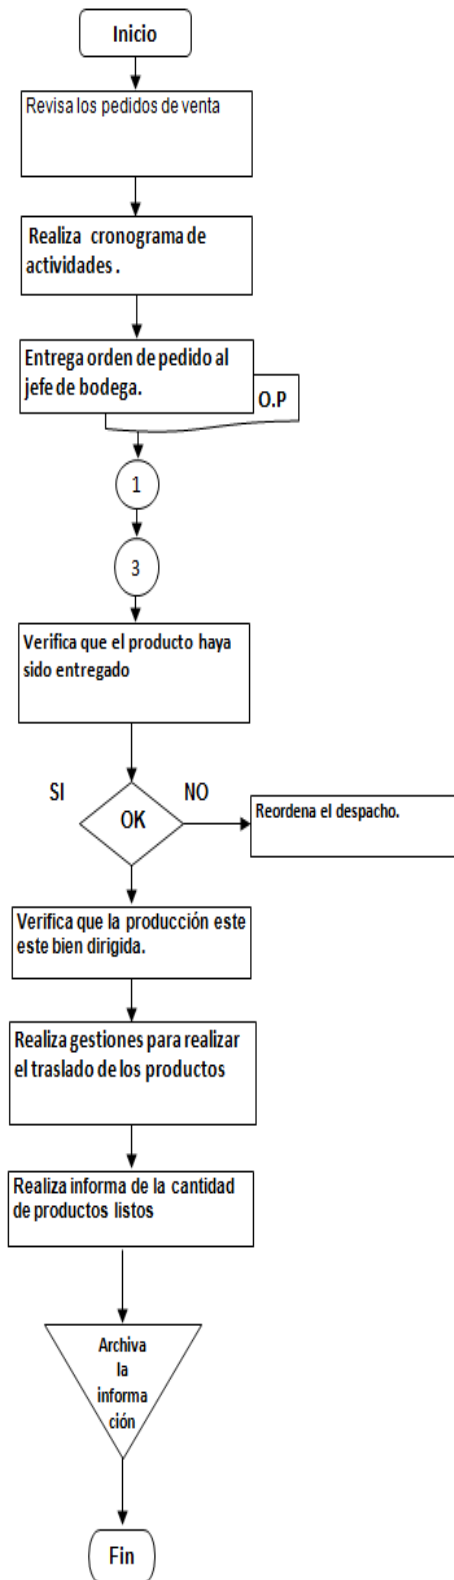 Inicio
Revisa los pedidos de venta
Realiza cronograma de
actividades .
Entrega orden de pedido al
jefe de bodega.
O.P
1
3
Verifica que el producto haya
sido entregado
SI
NO
OK
Reordena el despacho.
Verifica que la producción este
este bien dirigida.
Realiza gestiones para realizar
el traslado de los productos
Realiza informa de la cantidad
de productos listos
Archiva
la
informa
ción
Fin